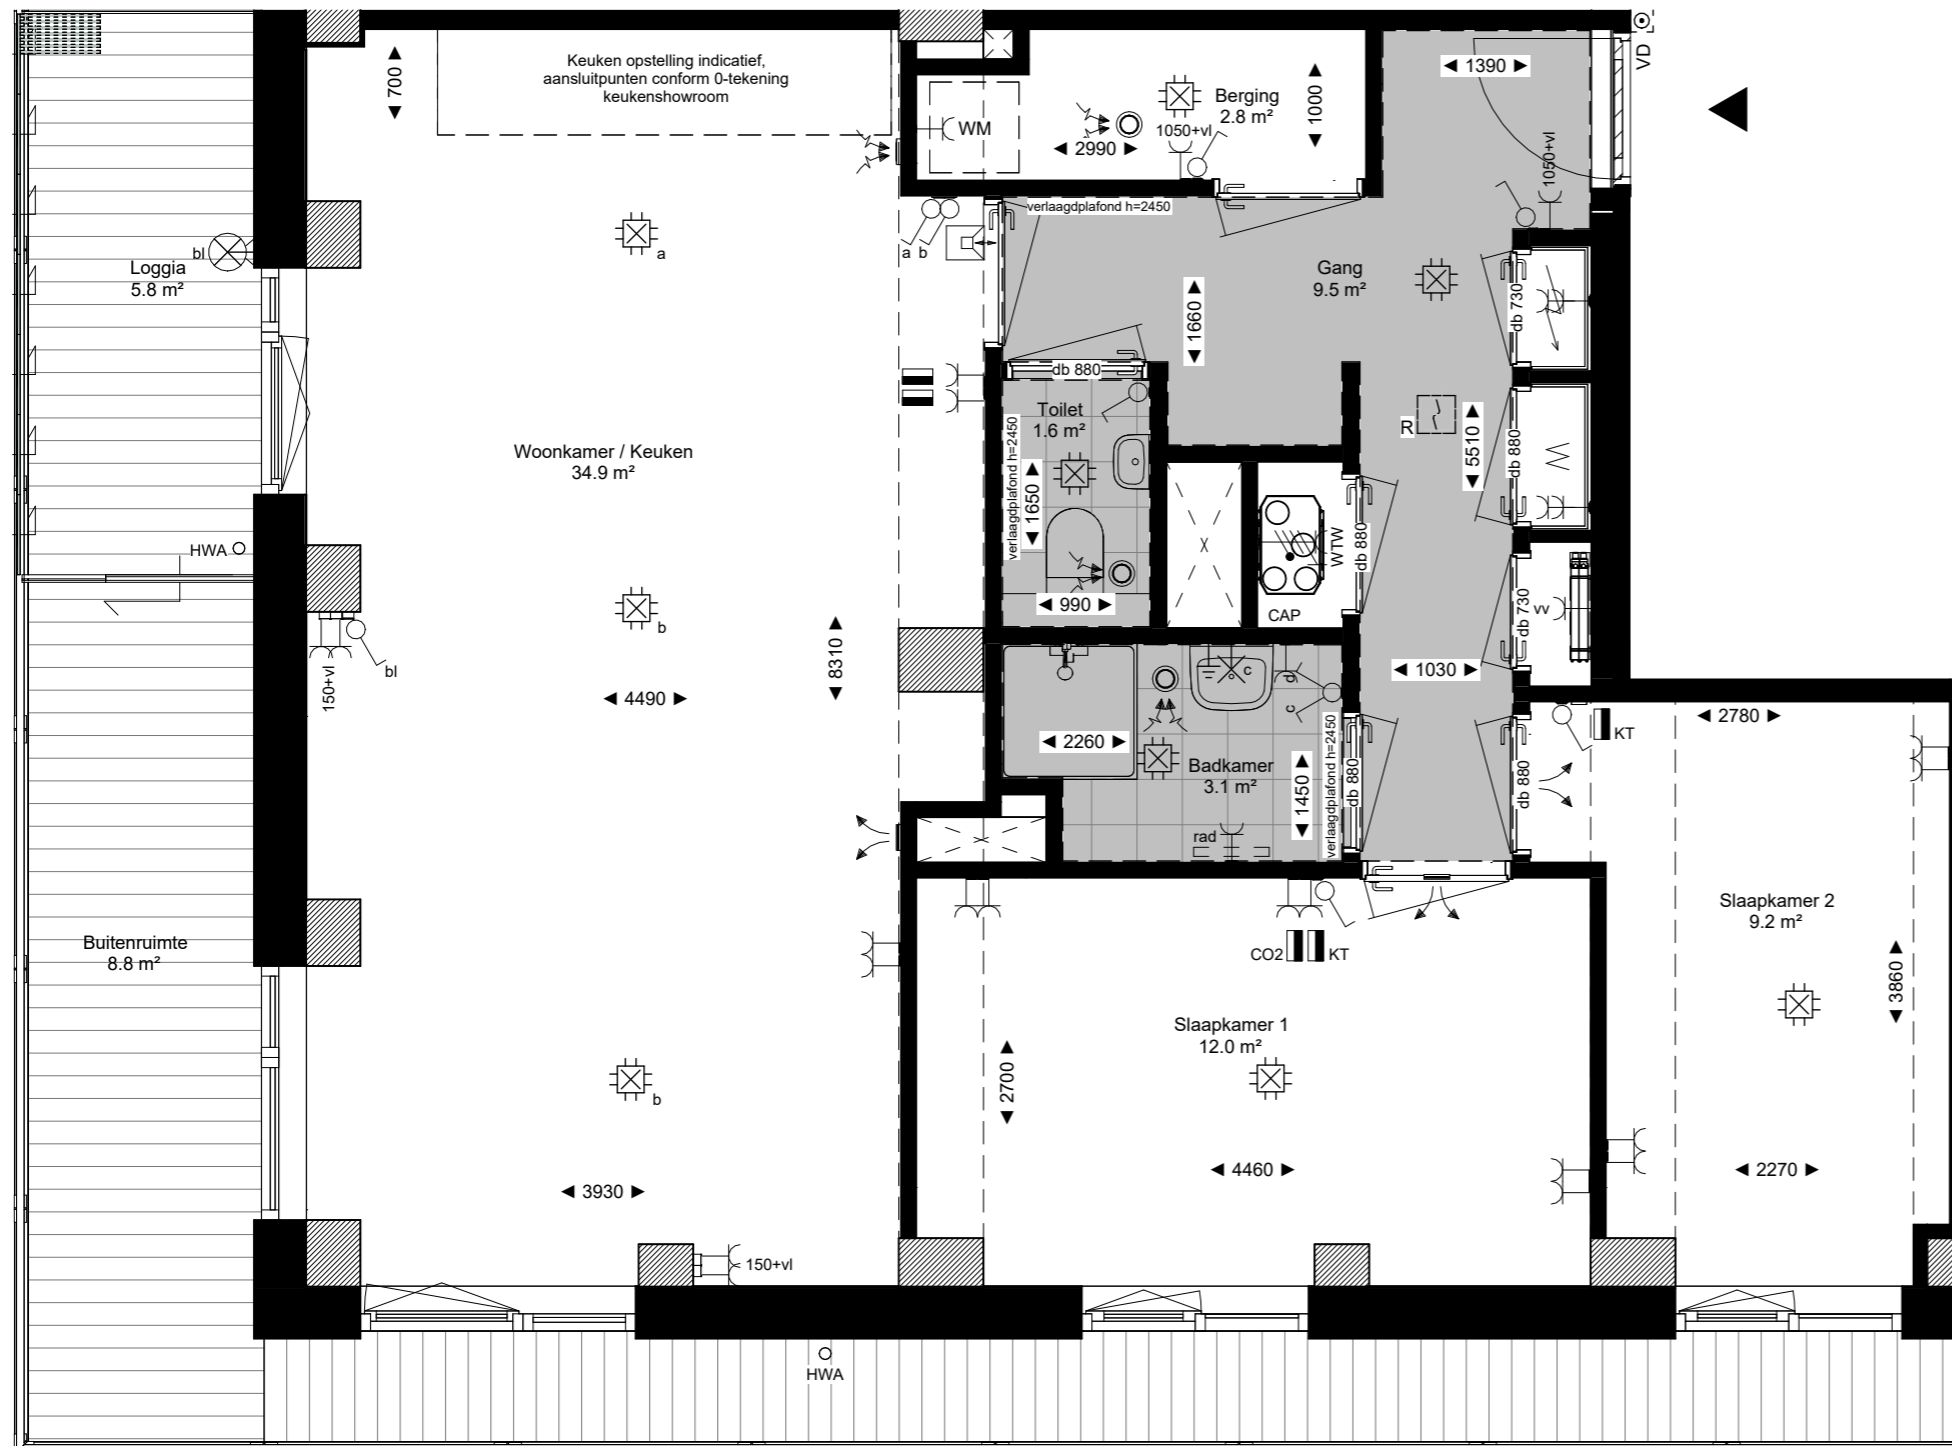 Keuken opstelling indicatief,
aansluitpunten conform 0-tekening
keukenshowroom
700
WM
2990
1050+vl
Berging
2.8 m²
1000
1390
VD
1050+vl
verlaagdplafond h=2450
a b
a
bl
Loggia
5.8 m²
Gang
9.5 m²
1660
db 730
db 880
Toilet
1.6 m²
verlaagdplafond h=2450
1650
990
R
5510
db 880
Woonkamer / Keuken
34.9 m²
WTW
db 880
CAP
HWA
b
150+vl
bl
4490
8310
db 730
vv
1030
c
d
c
2260
Badkamer
3.1 m²
1450
verlaagdplafond h=2450
db 880
rad
db 880
KT
2780
Buitenruimte
8.8 m²
CO2
KT
Slaapkamer 2
9.2 m²
3860
Slaapkamer 1
12.0 m²
2700
b
4460
2270
3930
150+vl
HWA